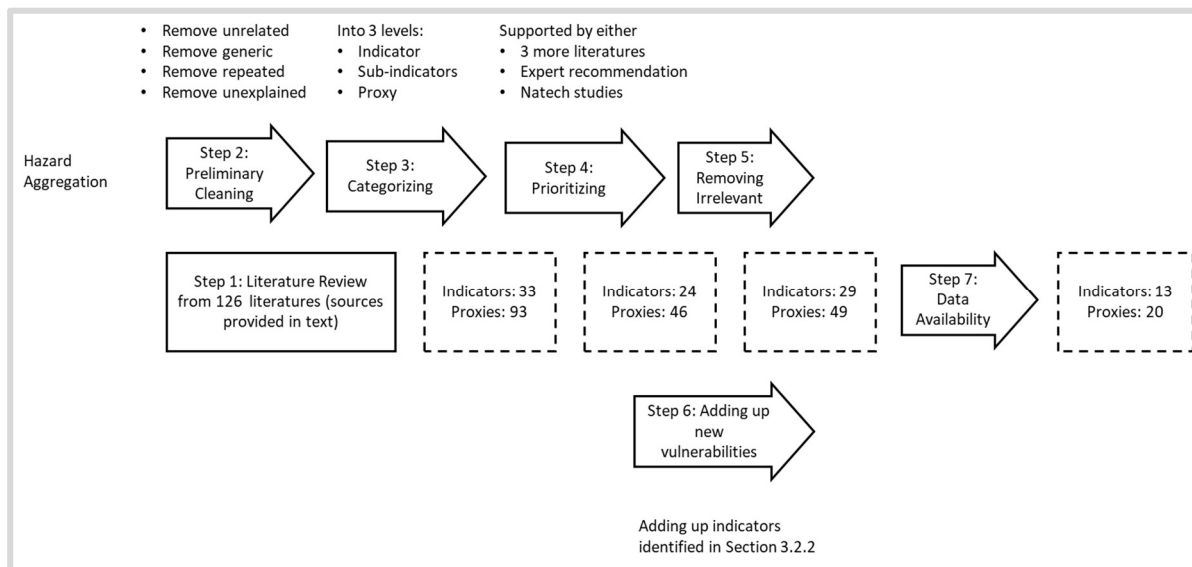 • Remove unrelated
• Remove generic
• Remove repeated
• Remove unexplained
Into 3 levels:
• Indicator
• Sub-indicators
• Proxy
Supported by either
• 3 more literatures
• Expert recommendation
• Natech studies
Hazard
Aggregation
Step 2:
Preliminary
Cleaning
Step 3:
Categorizing
Step 4:
Prioritizing
Step 5:
Removing
Irrelevant
Step 1: Literature Review
from 126 literatures (sources
provided in text)
Indicators: 33
Proxies: 93
Indicators: 24
Proxies: 46
Indicators: 29
Proxies: 49
Step 7:
Data
Availability
Indicators: 13
Proxies: 20
Step 6: Adding up
new
vulnerabilities
Adding up indicators
identified in Section 3.2.2